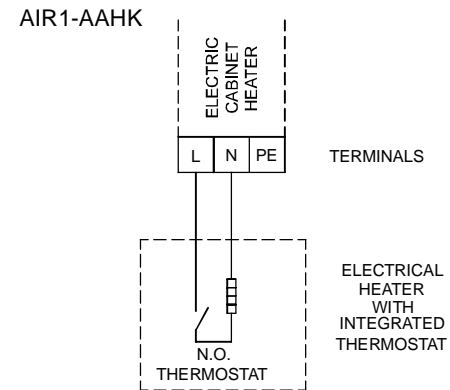 AIR1-AAHK
ELECTRIC
CABINET
HEATER
L N PE
TERMINALS
ELECTRICAL
HEATER
WITH
INTEGRATED
THERMOSTAT
N.O.
THERMOSTAT